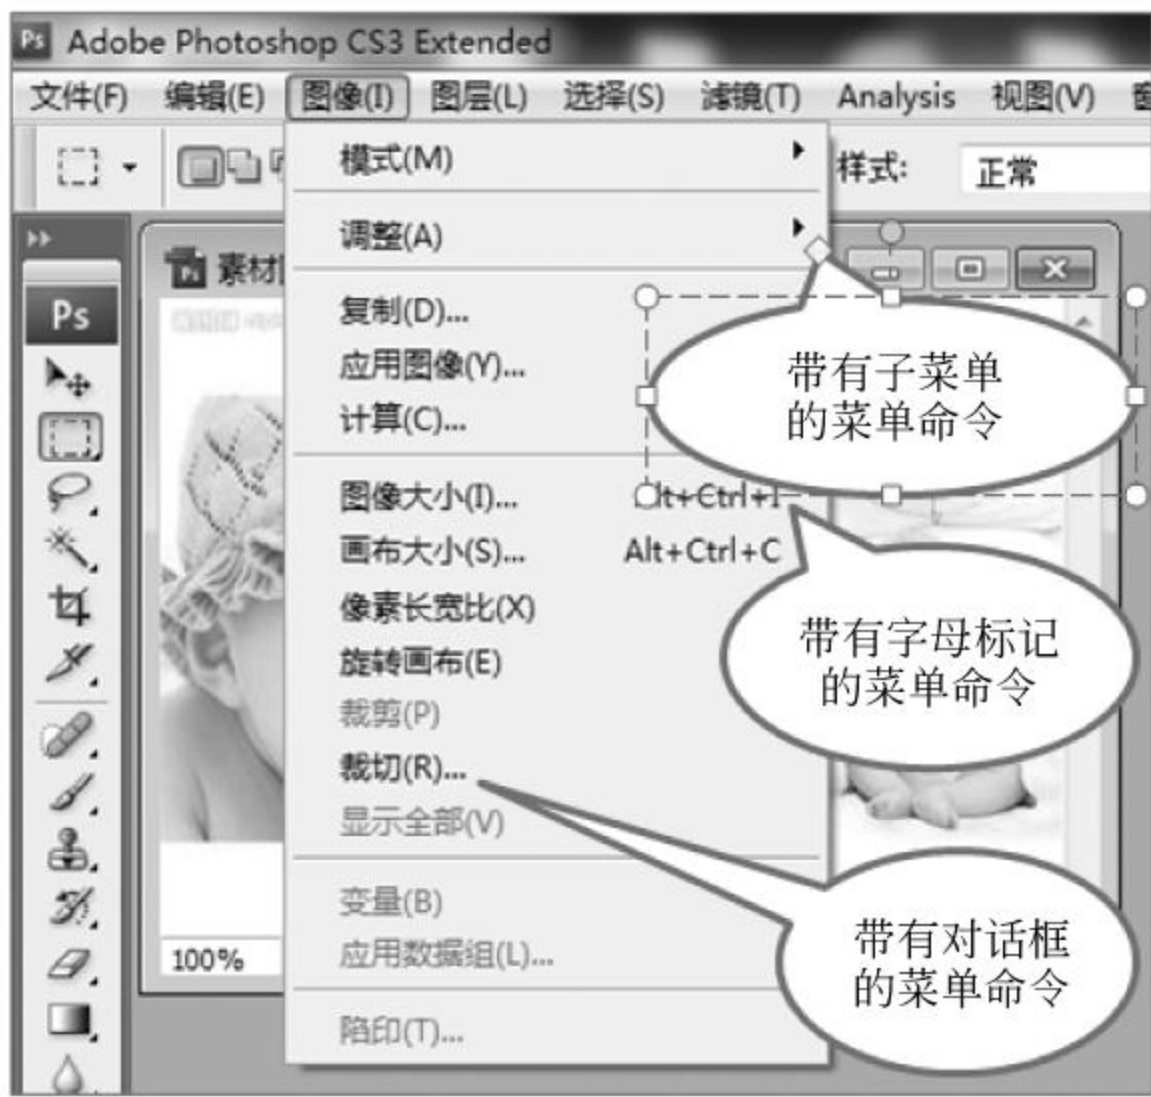 Ps Adobe Photoshop CS3 Extended
文件(F) 编辑(E) 图像(I) 图层(L) 选择(S) 滤镜(T) Analysis 视图(V)
样式: 正常
模式(M)
调整(A)
素材
Ps
复制(D)...
应用图像(Y)...
计算(C)...
带有子菜单
的菜单命令
图像大小(I)... Alt+Ctrl+I
画布大小(S)... Alt+Ctrl+C
像素长宽比(X)
旋转画布(E)
裁剪(P)
裁切(R)...
显示全部(V)
带有字母标记
的菜单命令
变量(B)
应用数据组(L)...
陷印(T)...
带有对话框
的菜单命令
100%